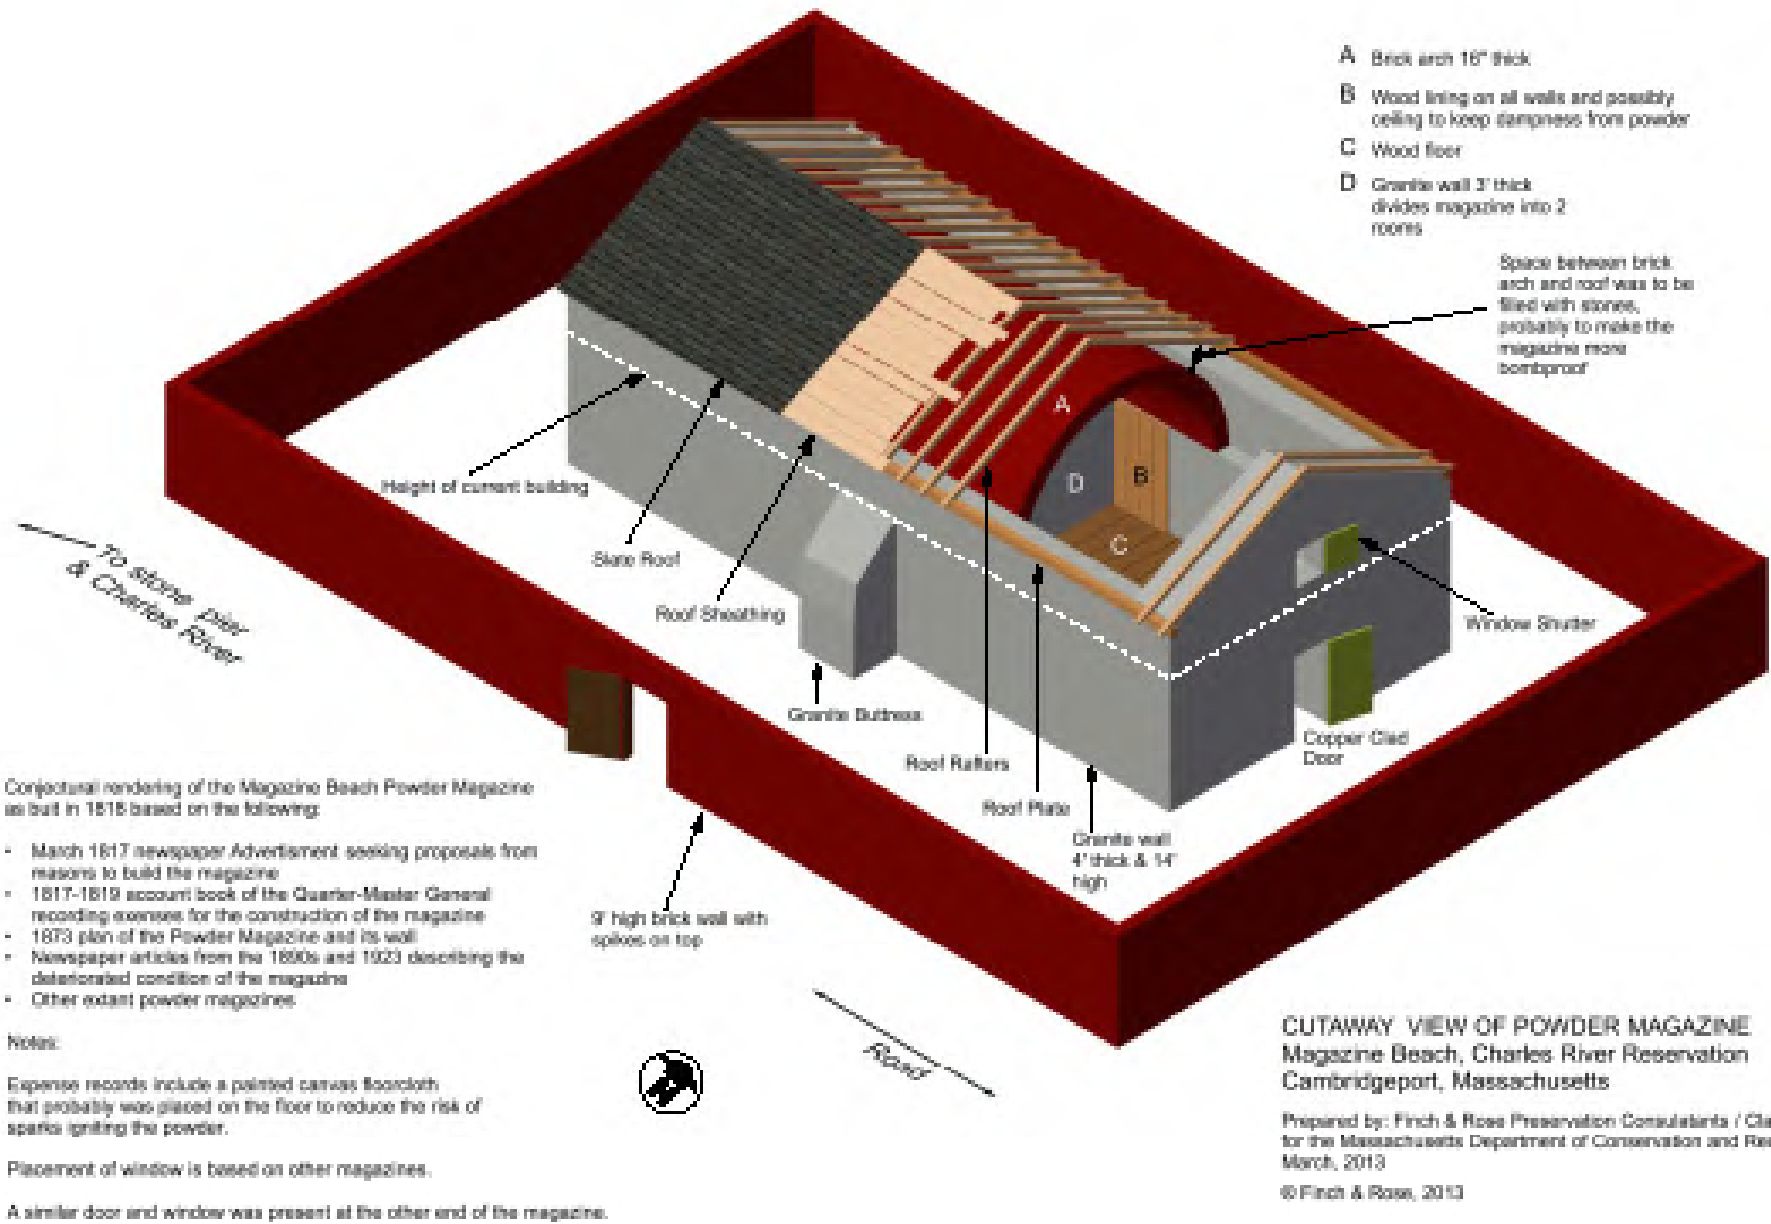 A Brick arch 16" thick
B Wood lining on all walls and possibly
ceiling to keep dampness from powder
C Wood floor
D Granite wall 3' thick
divides magazine into 2
rooms
Space between brick
arch and roof was to be
filled with stones,
probably to make the
magazine more
bombproof
A
B
D
C
Height of current building
Slate Roof
Roof Sheathing
Granite Buttress
Roof Rafters
Roof Plate
Granite wall
4' thick & 14'
high
Window Shutter
Copper Clad
Door
To stone pier
& Charles River
9' high brick wall with
spikes on top
Road
Conjectural rendering of the Magazine Beach Powder Magazine
as built in 1818 based on the following:
• March 1817 newspaper Advertisment seeking proposals from
masons to build the magazine
• 1817-1819 account book of the Quarter-Master General
recording exenses for the construction of the magazine
• 1873 plan of the Powder Magazine and its wall
• Newspaper articles from the 1890s and 1923 describing the
deteriorated condition of the magazine
• Other extant powder magazines
Notes:
Expense records include a painted canvas floorcloth
that probably was placed on the floor to reduce the risk of
sparks igniting the powder.
Placement of window is based on other magazines.
A similar door and window was present at the other end of the magazine.
CUTAWAY VIEW OF POWDER MAGAZINE
Magazine Beach, Charles River Reservation
Cambridgeport, Massachusetts
Prepared by: Finch & Rose Preservation Consulatants / Cla
for the Massachusetts Department of Conservation and Re
March, 2013
© Finch & Rose, 2013